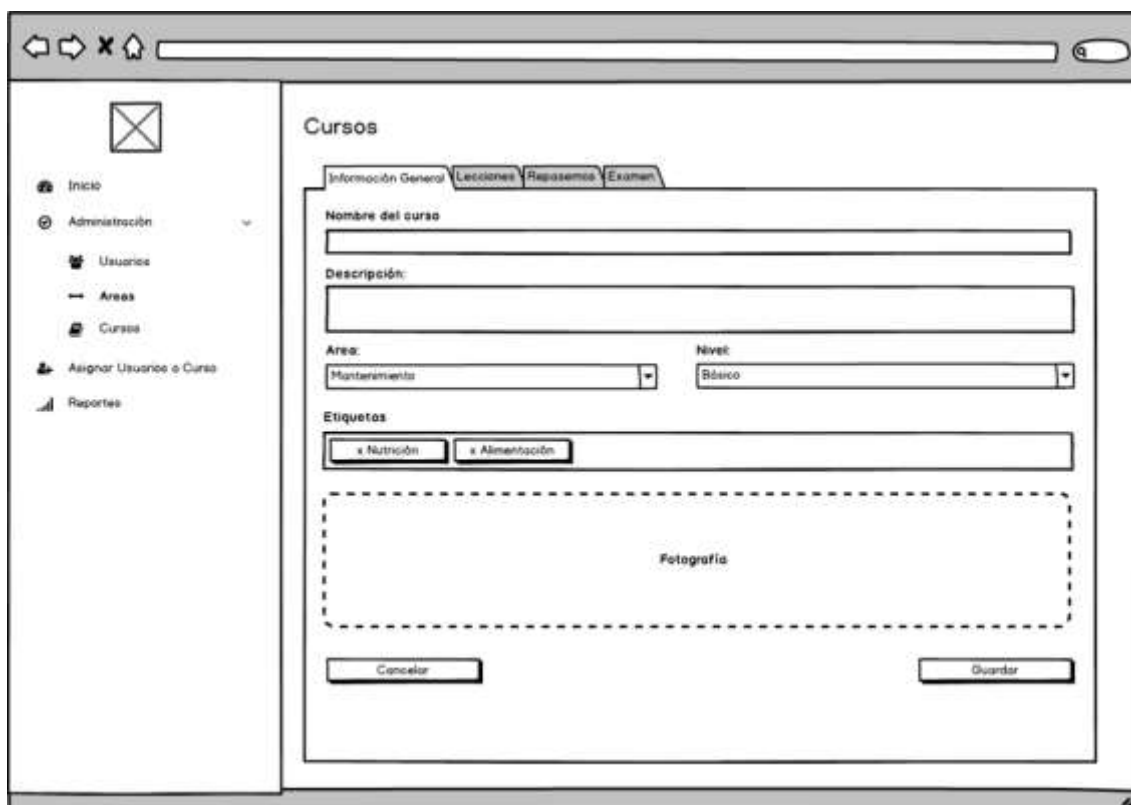 Cursos
Información General Lecciones Repasemos Examen
Inicio
Administración
Usuarios
Areas
Cursos
Asignar Usuarios a Curso
Reportes
Nombre del curso
Descripción:
Area: Nivel:
Mantenimiento Básico
Etiquetas
x Nutrición x Alimentación
Fotografía
Cancelar Guardar